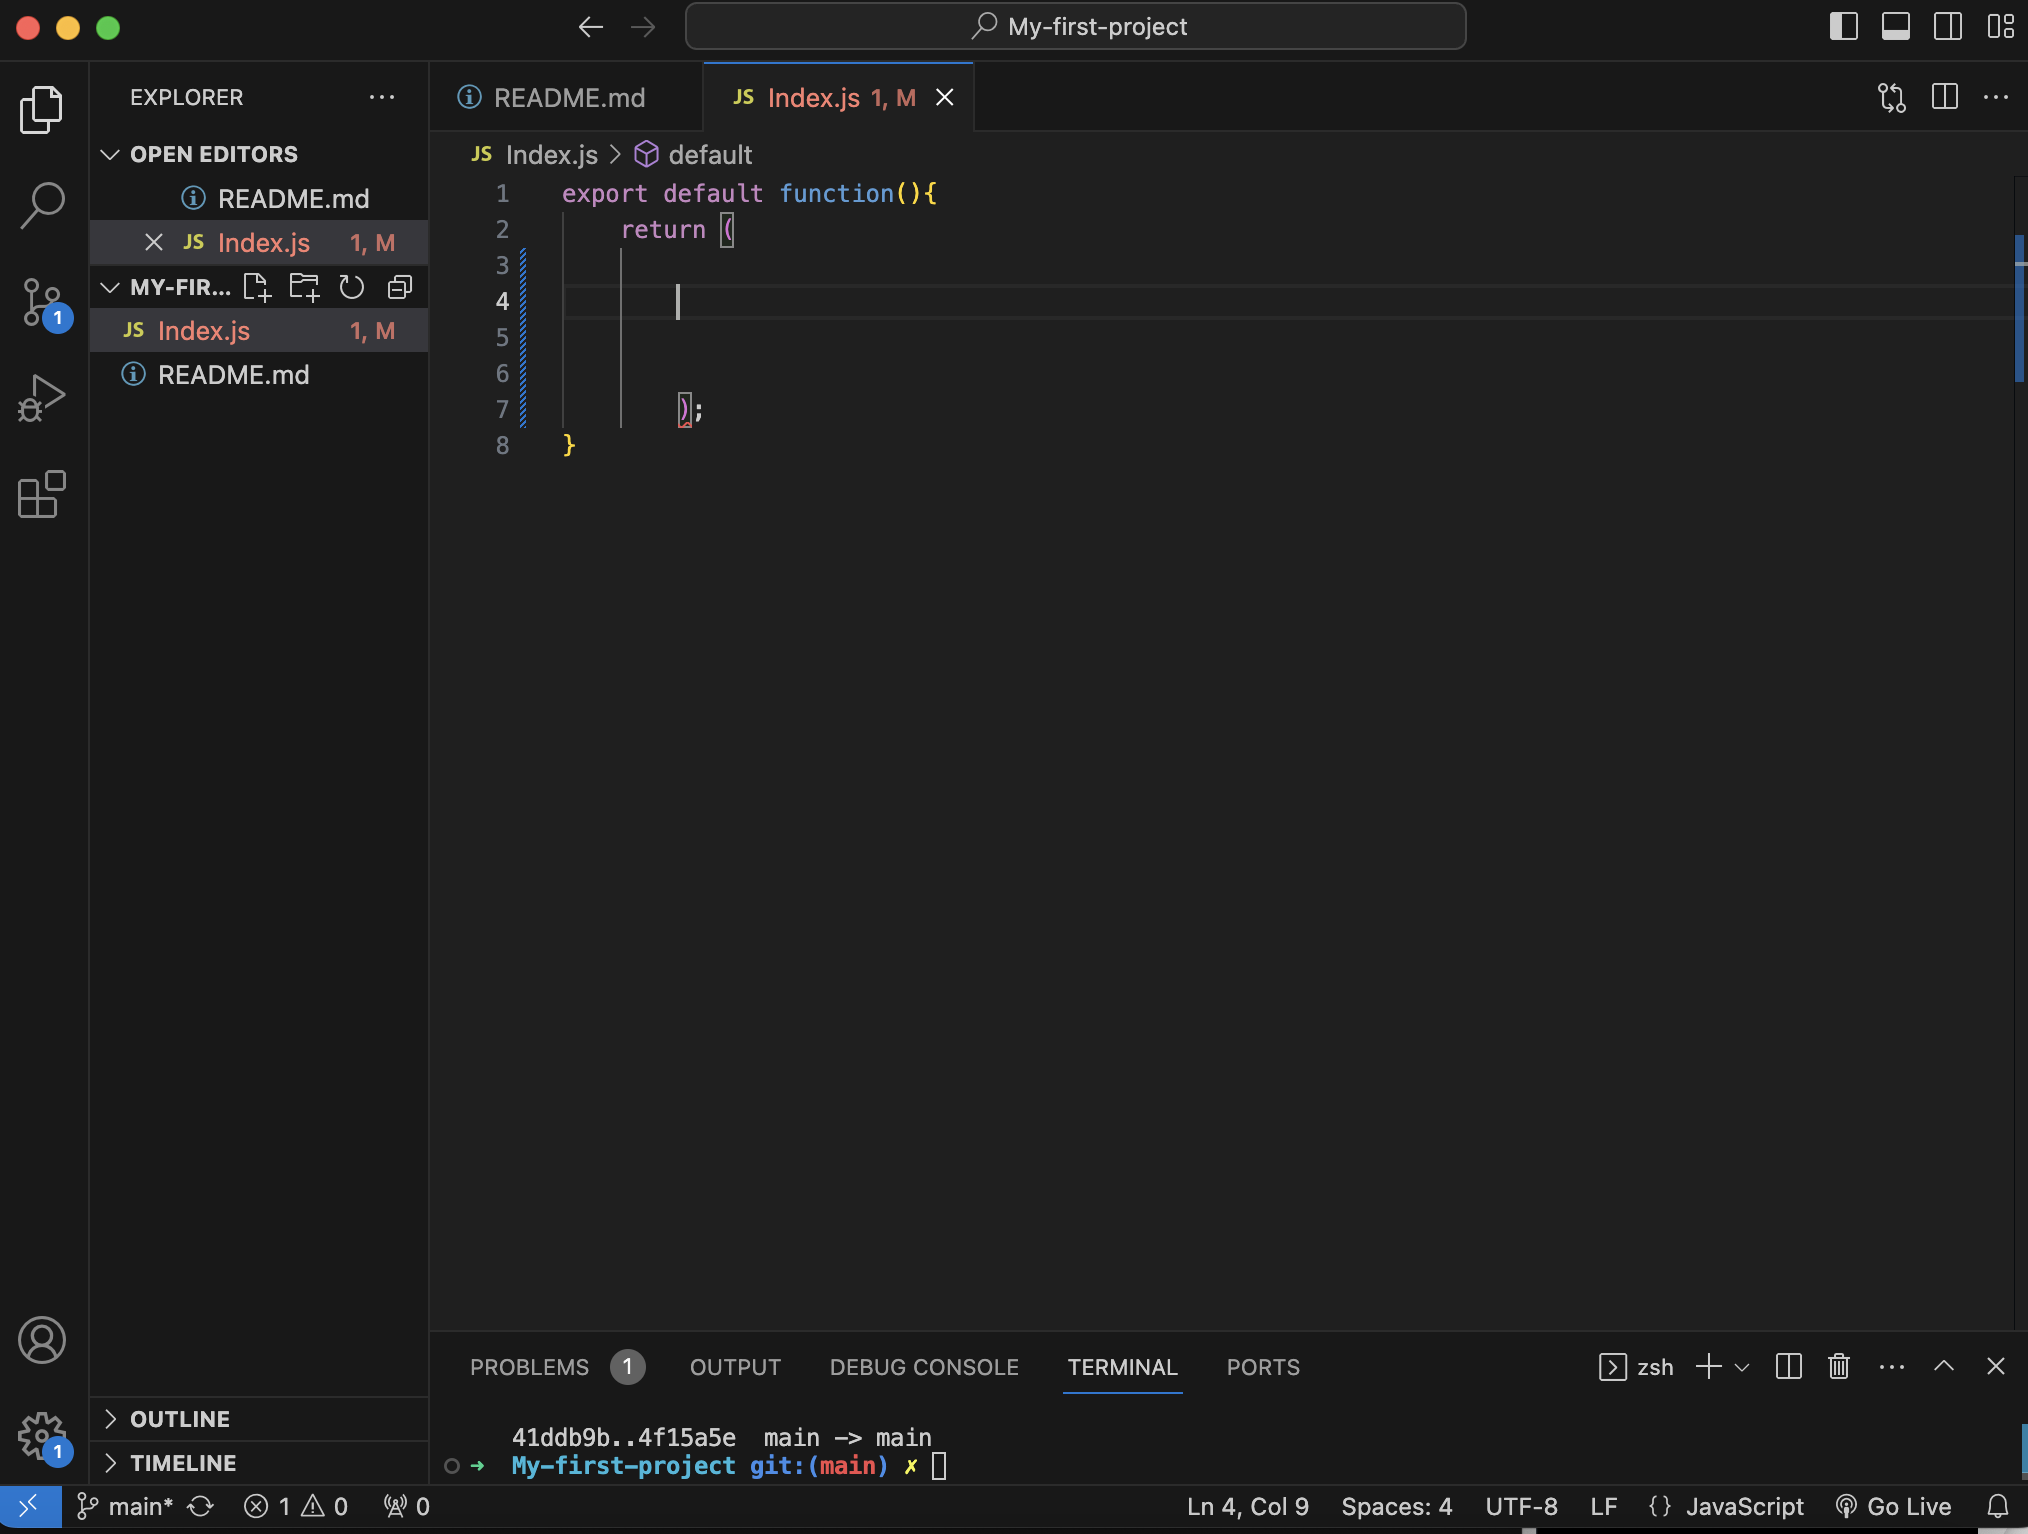 My-first-project
EXPLORER
OPEN EDITORS
README.md
JS Index.js 1, M
MY-FIR...
JS Index.js 1, M
README.md
1
1
OUTLINE
TIMELINE
README.md
JS Index.js 1, M
JS Index.js > default
1 export default function(){
2 return (
3
4
5
6
7 );
8 }
PROBLEMS 1 OUTPUT DEBUG CONSOLE TERMINAL PORTS
zsh
41ddb9b..4f15a5e main -> main
➜ My-first-project git:(main) ✗
main* 1 0 0 Ln 4, Col 9 Spaces: 4 UTF-8 LF {} JavaScript Go Live